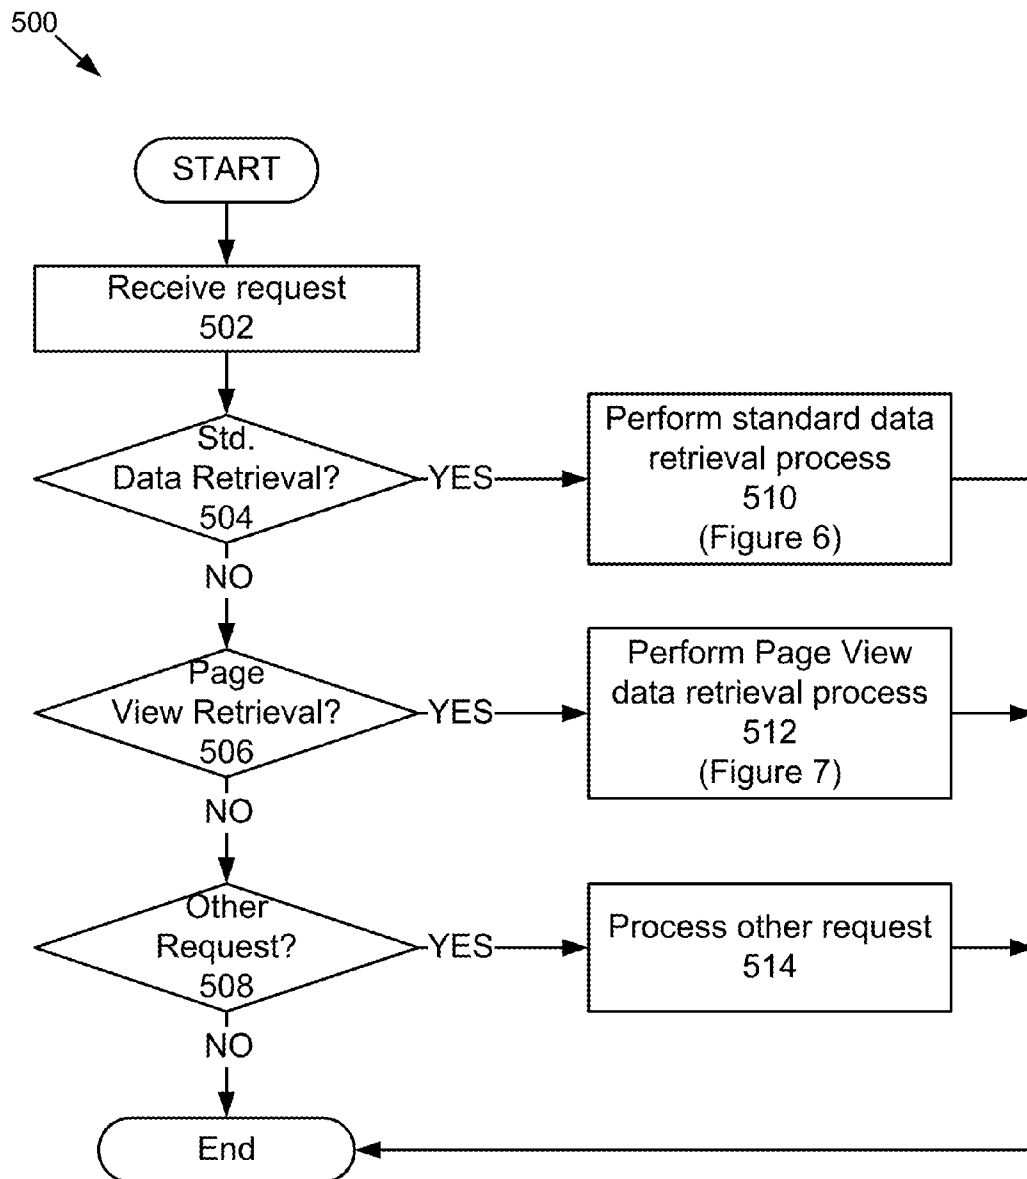 500
START
Receive request
502
Std.
Data Retrieval?
504
YES
Perform standard data
retrieval process
510
(Figure 6)
NO
Page
View Retrieval?
506
YES
Perform Page View
data retrieval process
512
(Figure 7)
NO
Other
Request?
508
YES
Process other request
514
NO
End